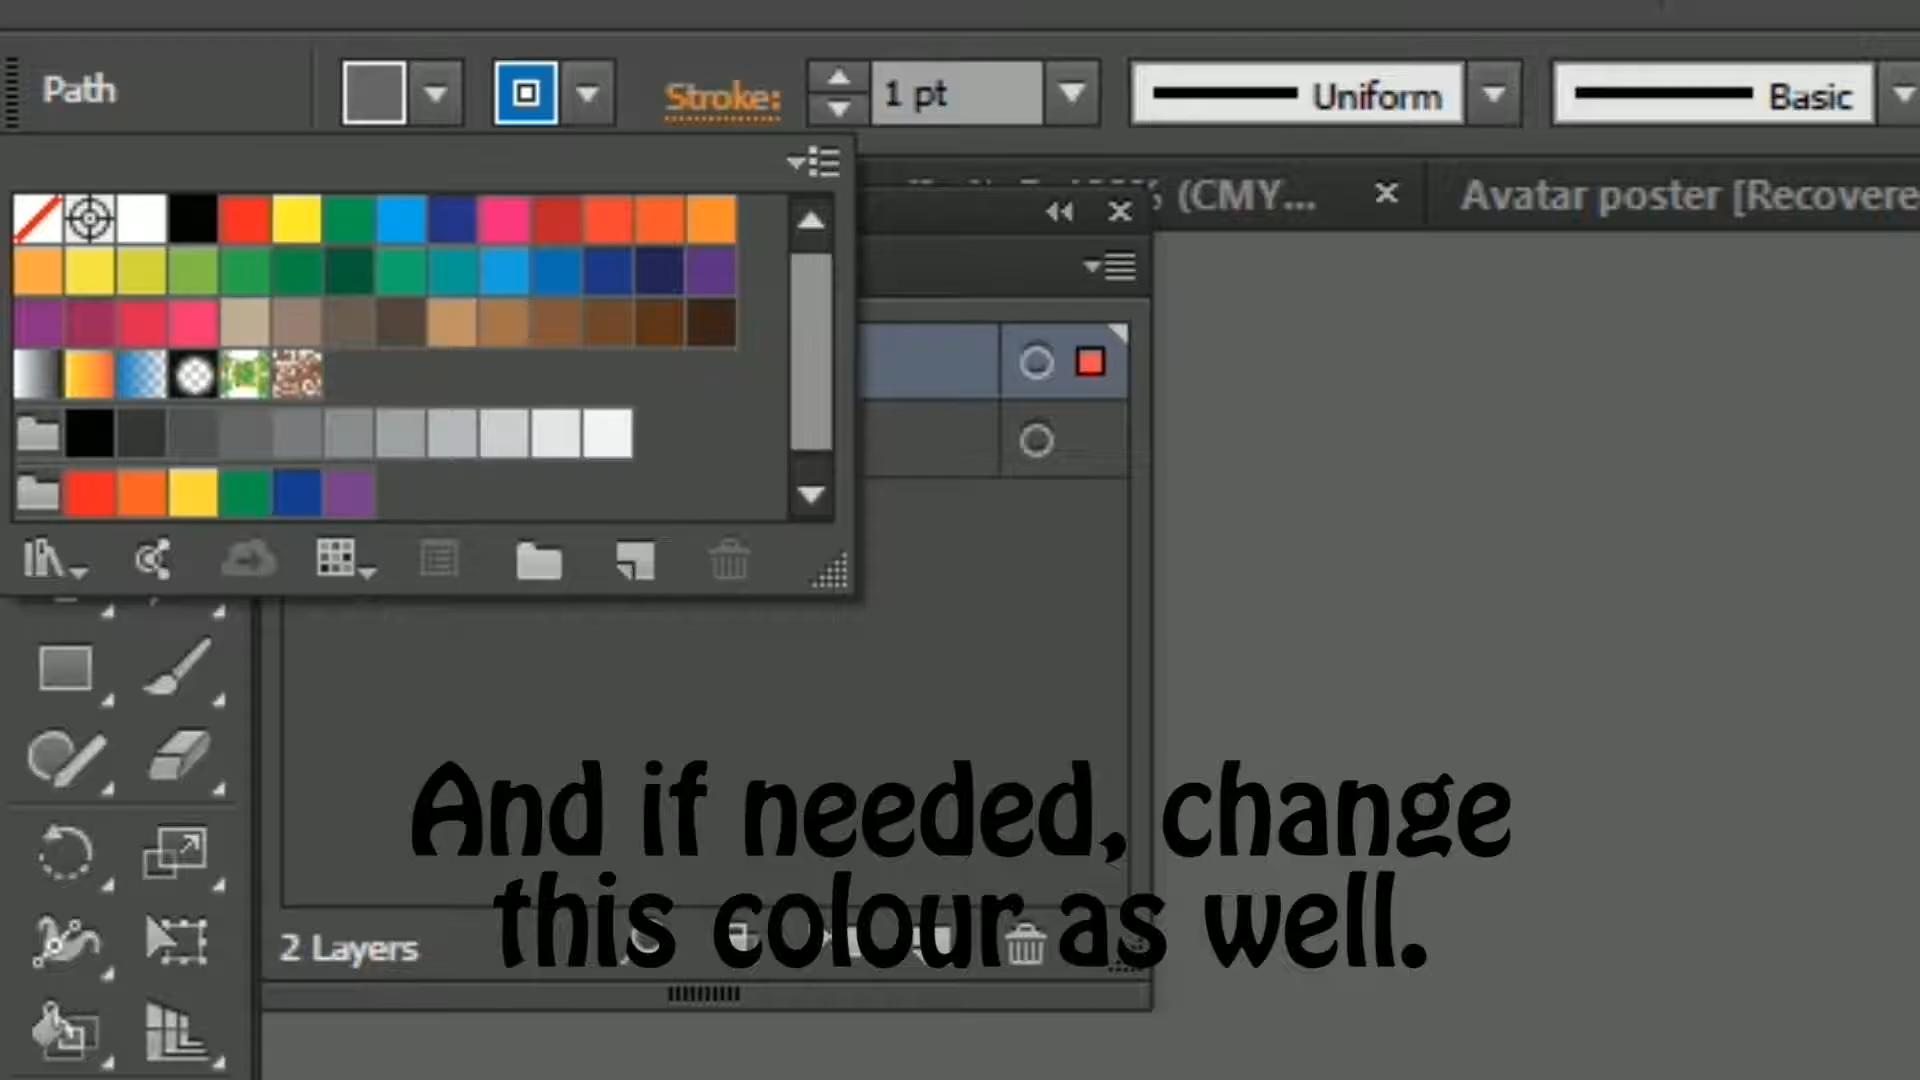 Path
Stroke:
1 pt
Uniform
Basic
(CMY...
Avatar poster [Recovere
And if needed, change
this colour as well.
2 Layers